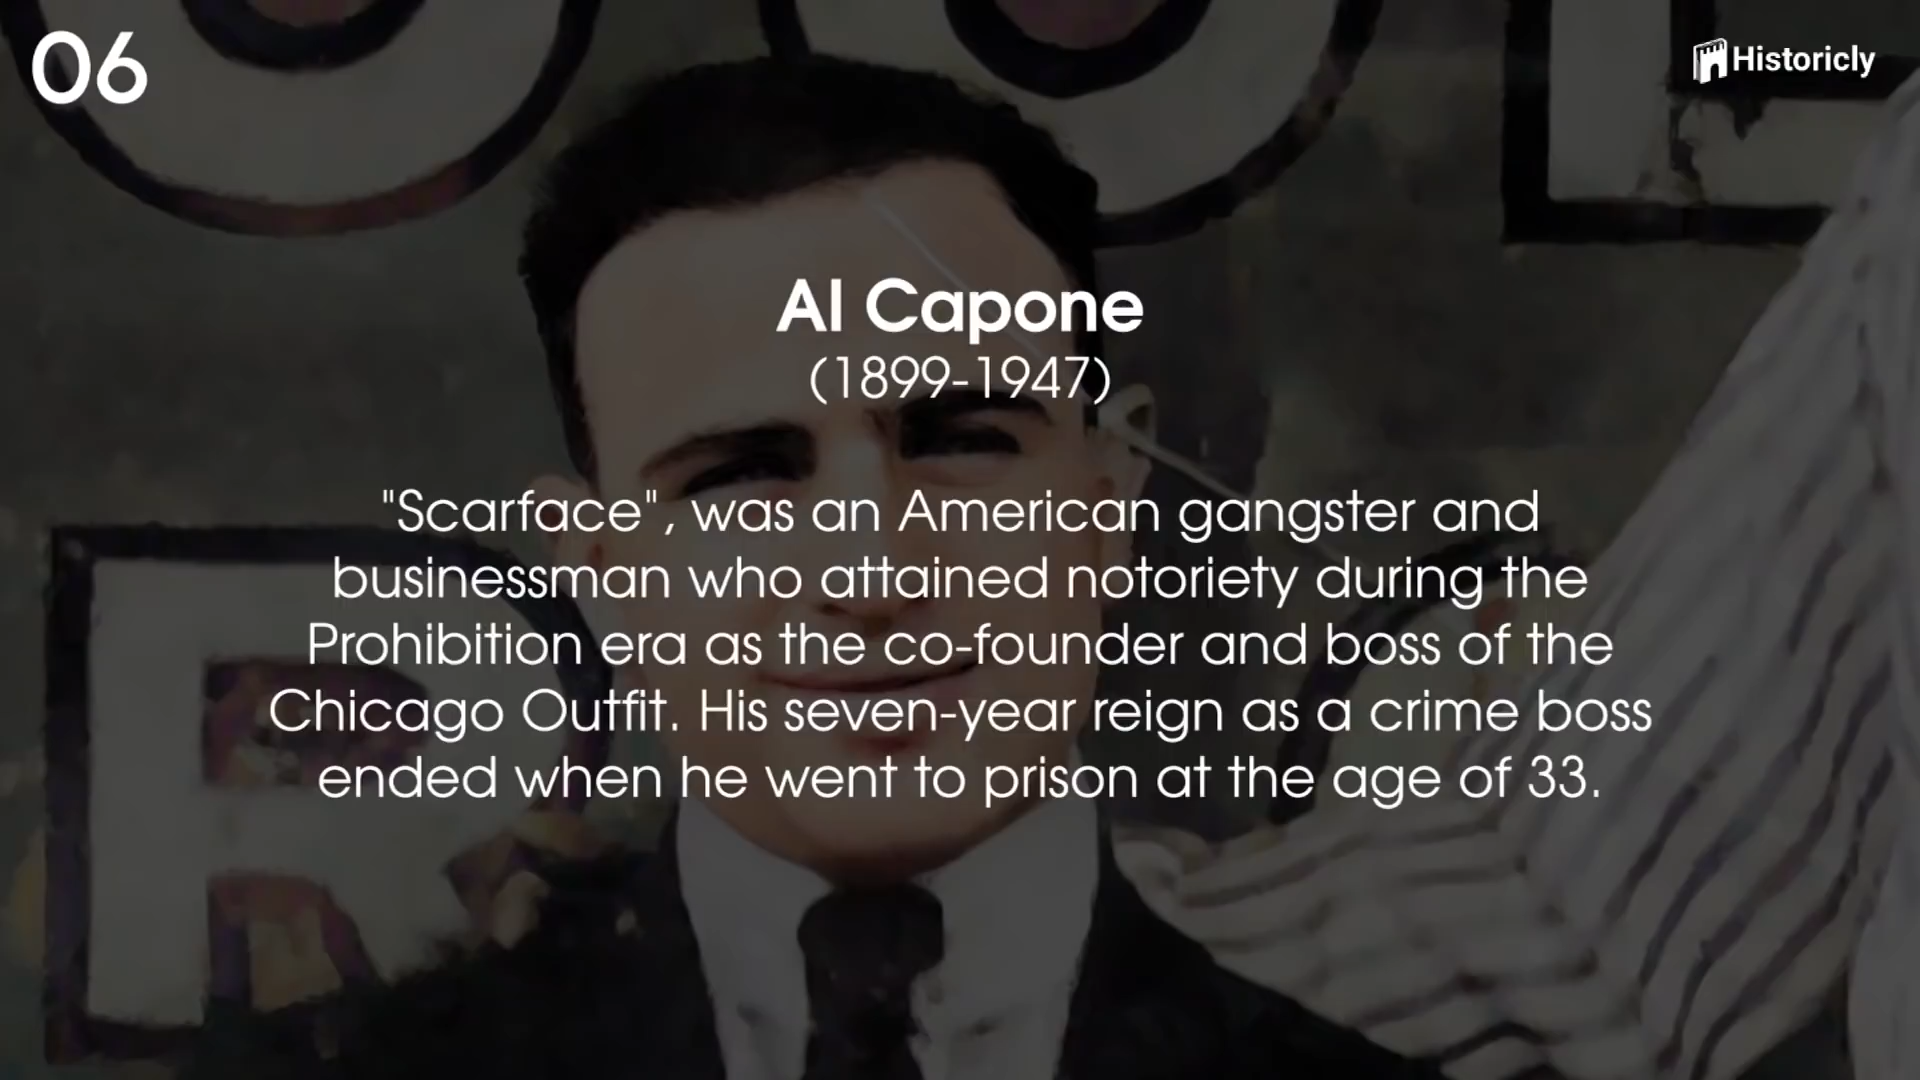 06
Historicly
Al Capone
(1899-1947)
"Scarface", was an American gangster and
businessman who attained notoriety during the
Prohibition era as the co-founder and boss of the
Chicago Outfit. His seven-year reign as a crime boss
ended when he went to prison at the age of 33.